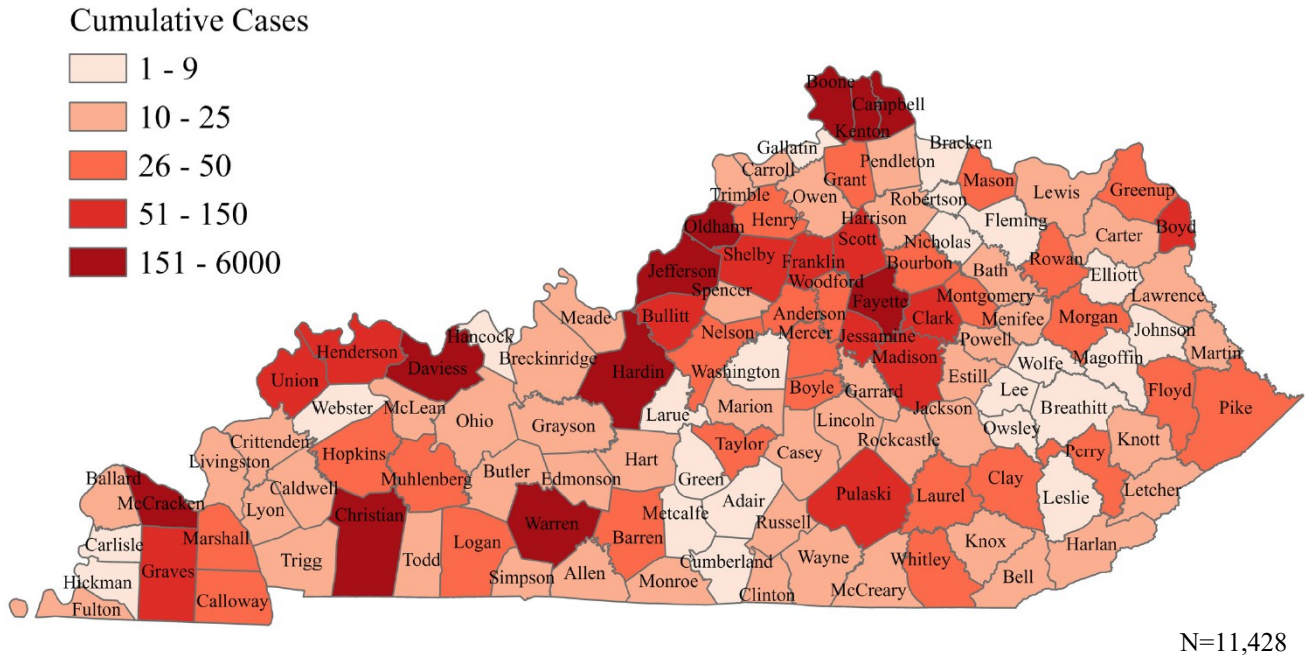 Cumulative Cases
1 - 9
10 - 25
26 - 50
51 - 150
151 - 6000
Boone
Campbell
Kenton
Gallatin
Bracken
Carroll
Pendleton
Grant
Mason
Trimble
Owen
Lewis
Greenup
Robertson
Henry
Harrison
Fleming
Oldham
Boyd
Scott
Carter
Nicholas
Shelby
Franklin
Bourbon
Rowan
Jefferson
Bath
Elliott
Woodford
Spencer
Fayette
Montgomery
Lawrence
Bullitt
Anderson
Clark
Menifee
Morgan
Meade
Nelson
Mercer
Jessamine
Johnson
Hancock
Powell
Martin
Henderson
Breckinridge
Madison
Magoffin
Daviess
Hardin
Washington
Wolfe
Union
Estill
Lee
Floyd
Boyle
Garrard
Webster
McLean
Larue
Marion
Jackson
Breathitt
Pike
Ohio
Grayson
Lincoln
Owsley
Crittenden
Taylor
Rockcastle
Knott
Hopkins
Hart
Casey
Perry
Livingston
Butler
Edmonson
Ballard
Muhlenberg
Green
Clay
Caldwell
Pulaski
Laurel
Letcher
McCracken
Adair
Leslie
Lyon
Christian
Metcalfe
Warren
Russell
Marshall
Barren
Carlisle
Logan
Knox
Harlan
Trigg
Todd
Cumberland
Wayne
Whitley
Graves
Allen
Hickman
Simpson
Monroe
Bell
McCreary
Clinton
Calloway
Fulton
N=11,428